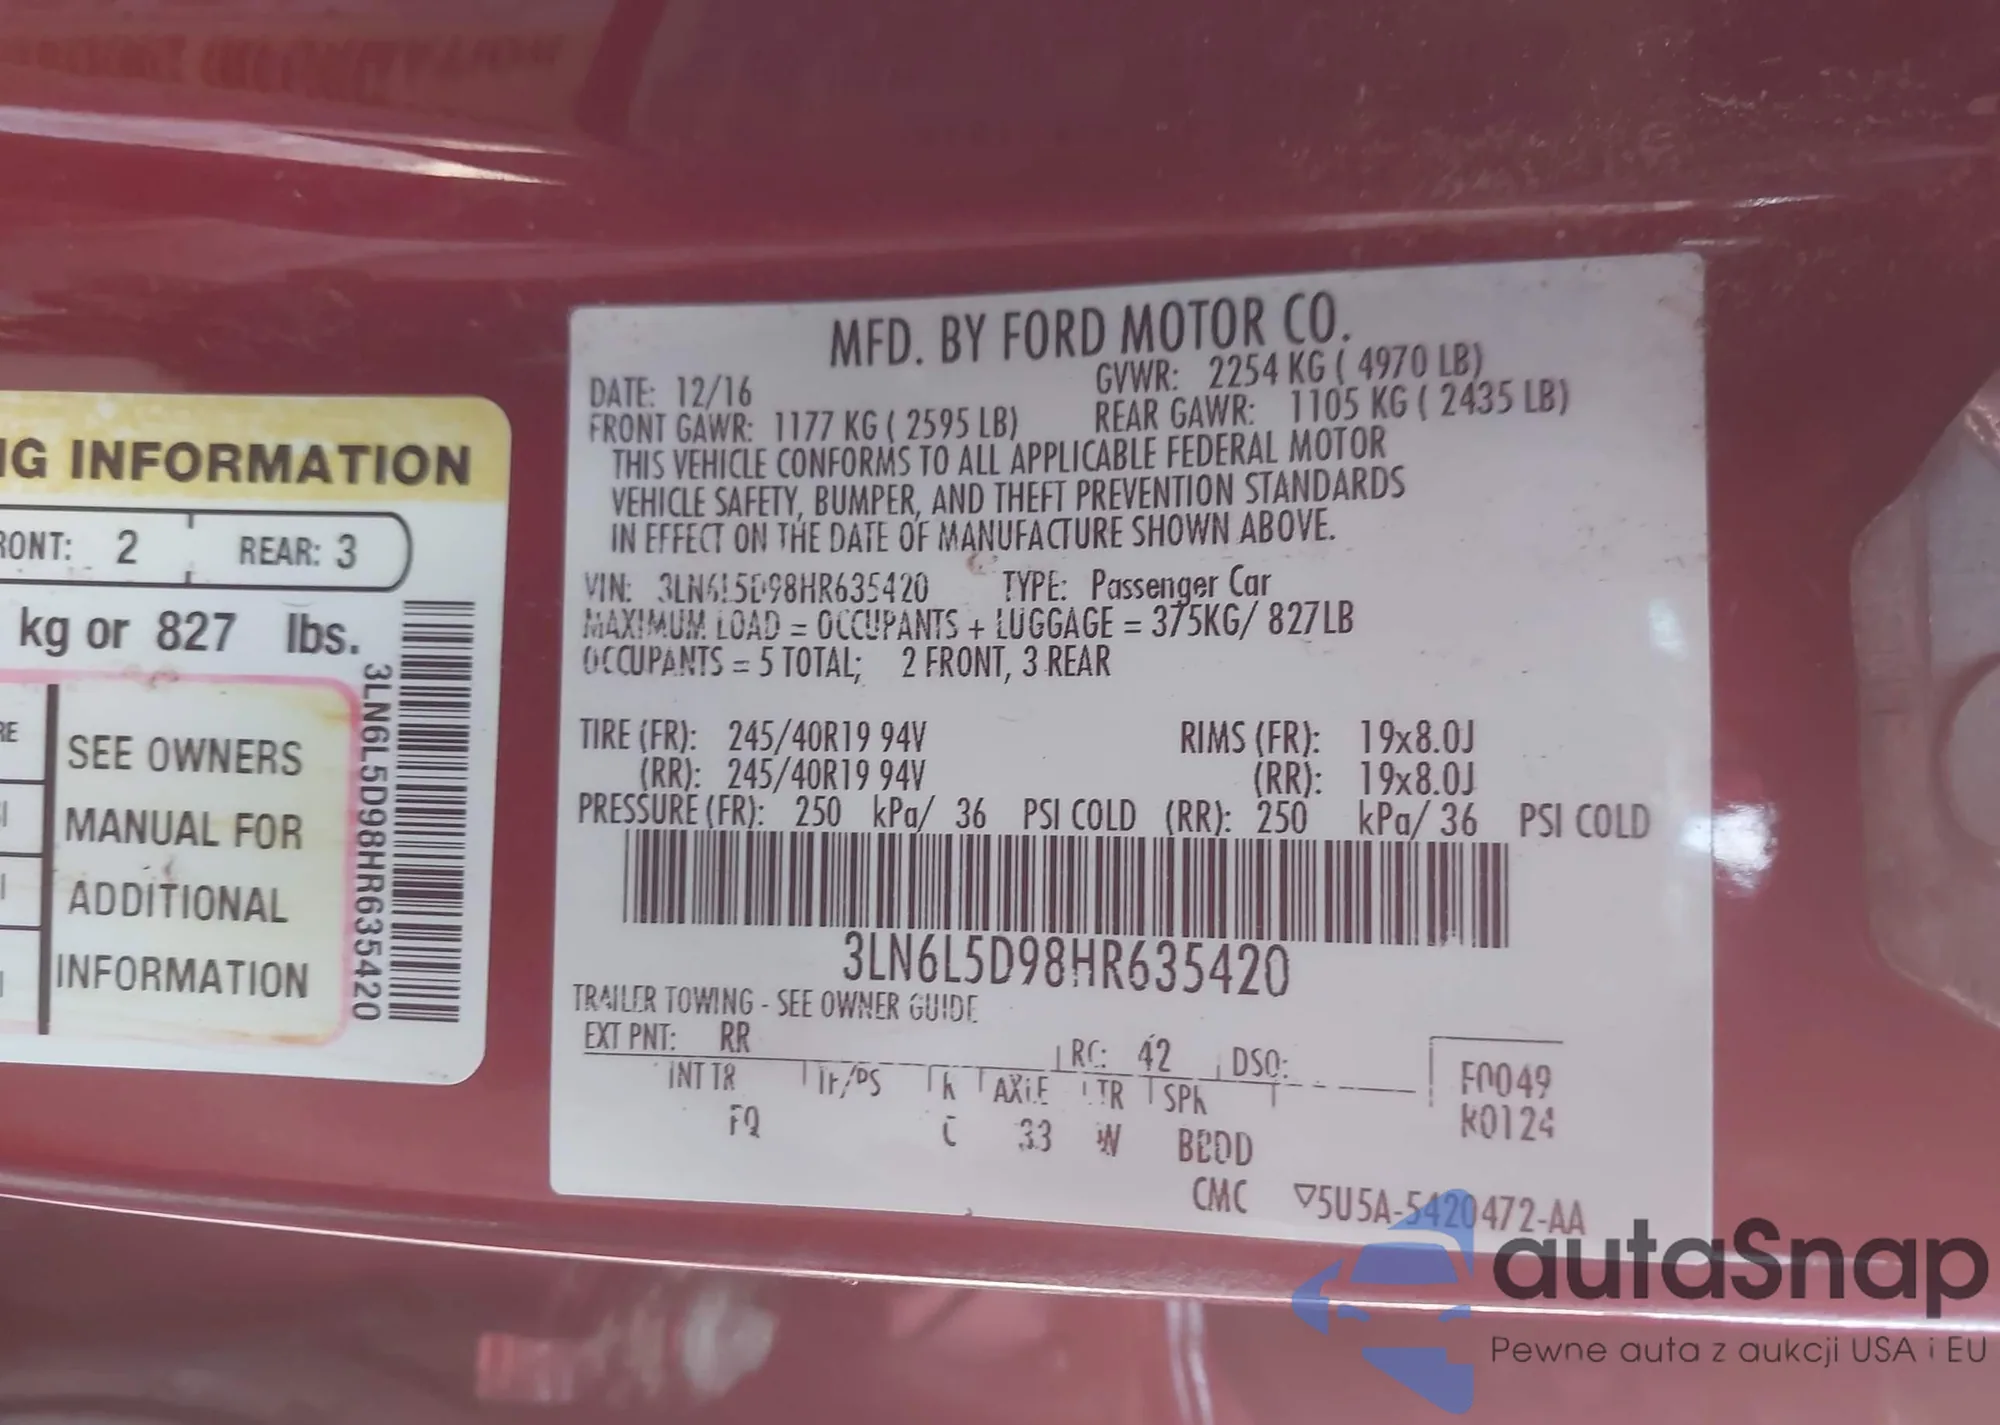 NG INFORMATION
RONT: 2 REAR: 3
kg or 827 lbs.
SEE OWNERS
MANUAL FOR
ADDITIONAL
INFORMATION
3LN6L5D98HR635420
MFD. BY FORD MOTOR CO.
DATE: 12/16 GVWR: 2254 KG ( 4970 LB)
FRONT GAWR: 1177 KG ( 2595 LB) REAR GAWR: 1105 KG ( 2435 LB)
THIS VEHICLE CONFORMS TO ALL APPLICABLE FEDERAL MOTOR
VEHICLE SAFETY, BUMPER, AND THEFT PREVENTION STANDARDS
IN EFFECT ON THE DATE OF MANUFACTURE SHOWN ABOVE.
VIN: 3LN6L5D98HR635420 TYPE: Passenger Car
MAXIMUM LOAD = OCCUPANTS + LUGGAGE = 375KG/ 827LB
OCCUPANTS = 5 TOTAL; 2 FRONT, 3 REAR
TIRE (FR): 245/40R19 94V RIMS (FR): 19x8.0J
(RR): 245/40R19 94V (RR): 19x8.0J
PRESSURE (FR): 250 kPa/ 36 PSI COLD (RR): 250 kPa/ 36 PSI COLD
3LN6L5D98HR635420
TRAILER TOWING - SEE OWNER GUIDE
EXT PNT: RR RC: 42 DSO:
INT TR TP/PS R AXLE TR SPR
FQ 33 W
F0049
K0124
CMC ▽5U5A-5420472-AA
autaSnap
Pewne auta z aukcji USA i EU